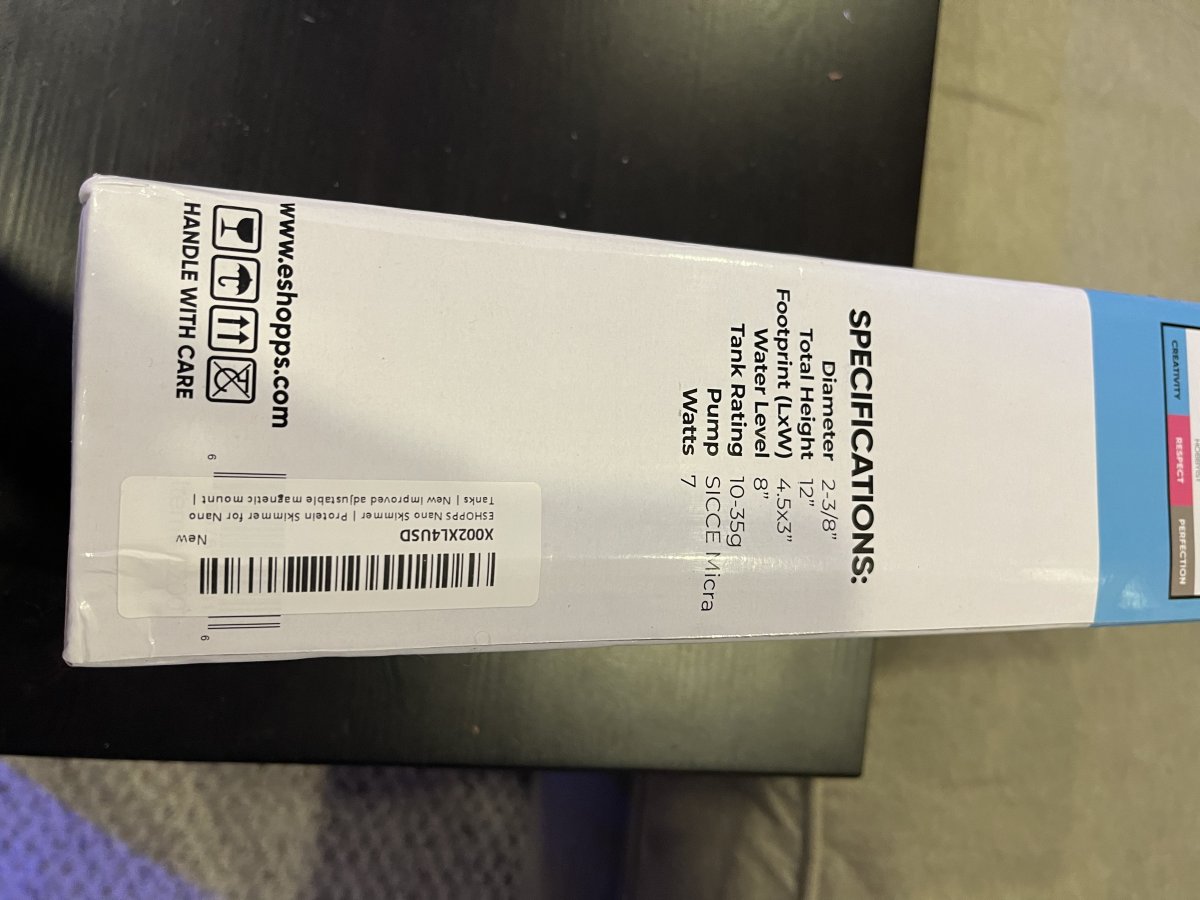 CREATIVITY
RESPECT
PERFECTION
SPECIFICATIONS:
Diameter 2-3/8"
Total Height 12"
Footprint (LxW) 4.5x3"
Water Level 8"
Tank Rating 10-35g
Pump SICCE Micra
Watts 7
www.eshopps.com
HANDLE WITH CARE
6
6
X002XL4USD
ESHOPPS Nano Skimmer | Protein Skimmer for Nano
Tanks | New improved adjustable magnetic mount |
New